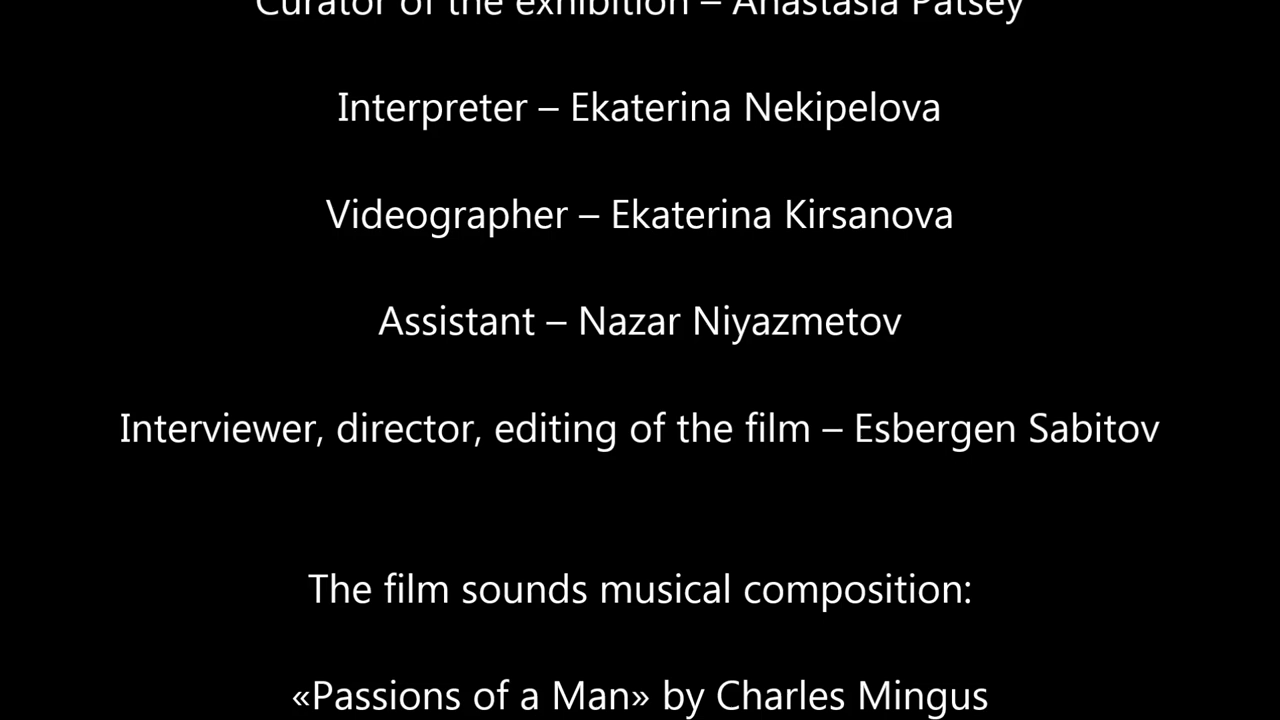 Curator of the exhibition – Anastasia Patsey
Interpreter – Ekaterina Nekipelova
Videographer – Ekaterina Kirsanova
Assistant – Nazar Niyazmetov
Interviewer, director, editing of the film – Esbergen Sabitov
The film sounds musical composition:
«Passions of a Man» by Charles Mingus